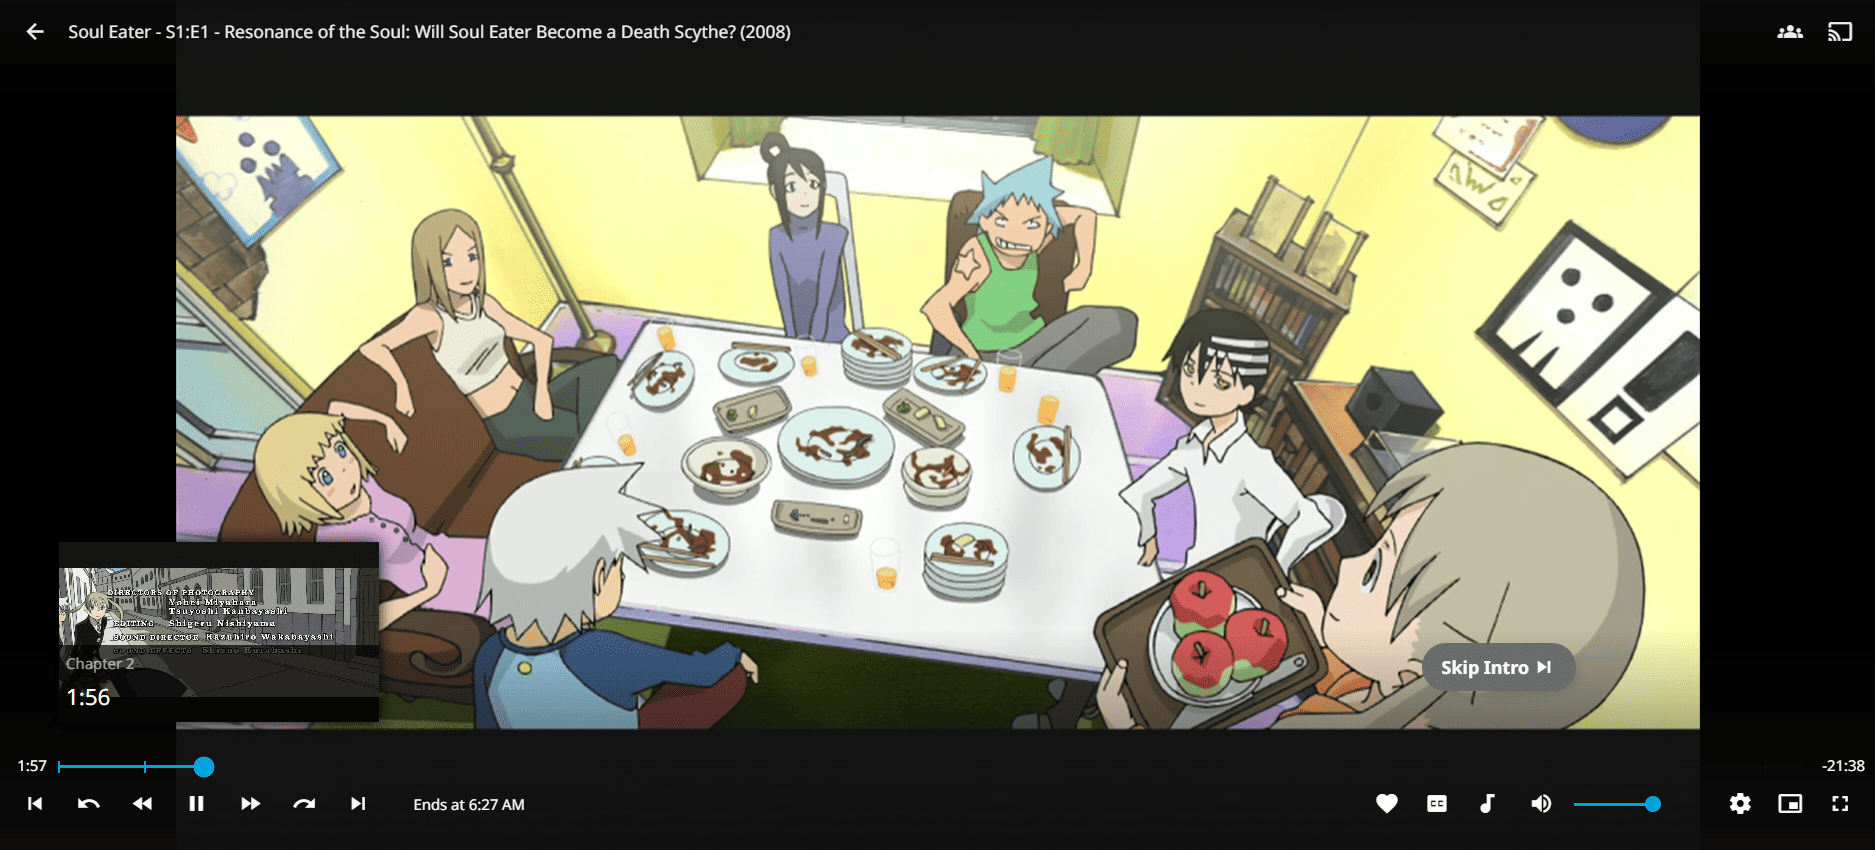 Soul Eater - S1:E1 - Resonance of the Soul: Will Soul Eater Become a Death Scythe? (2008)
DIRECTORS OF PHOTOGRAPHY
Yohei Miyahara
Tsuyoshi Kanbayashi
EDITING Shigeru Nishiyama
SOUND DIRECTOR Kazuhiro Wakabayashi
SOUND EFFECTS Shizuo Kurahashi
Chapter 2
1:56
Skip Intro
1:57
-21:38
Ends at 6:27 AM
CC